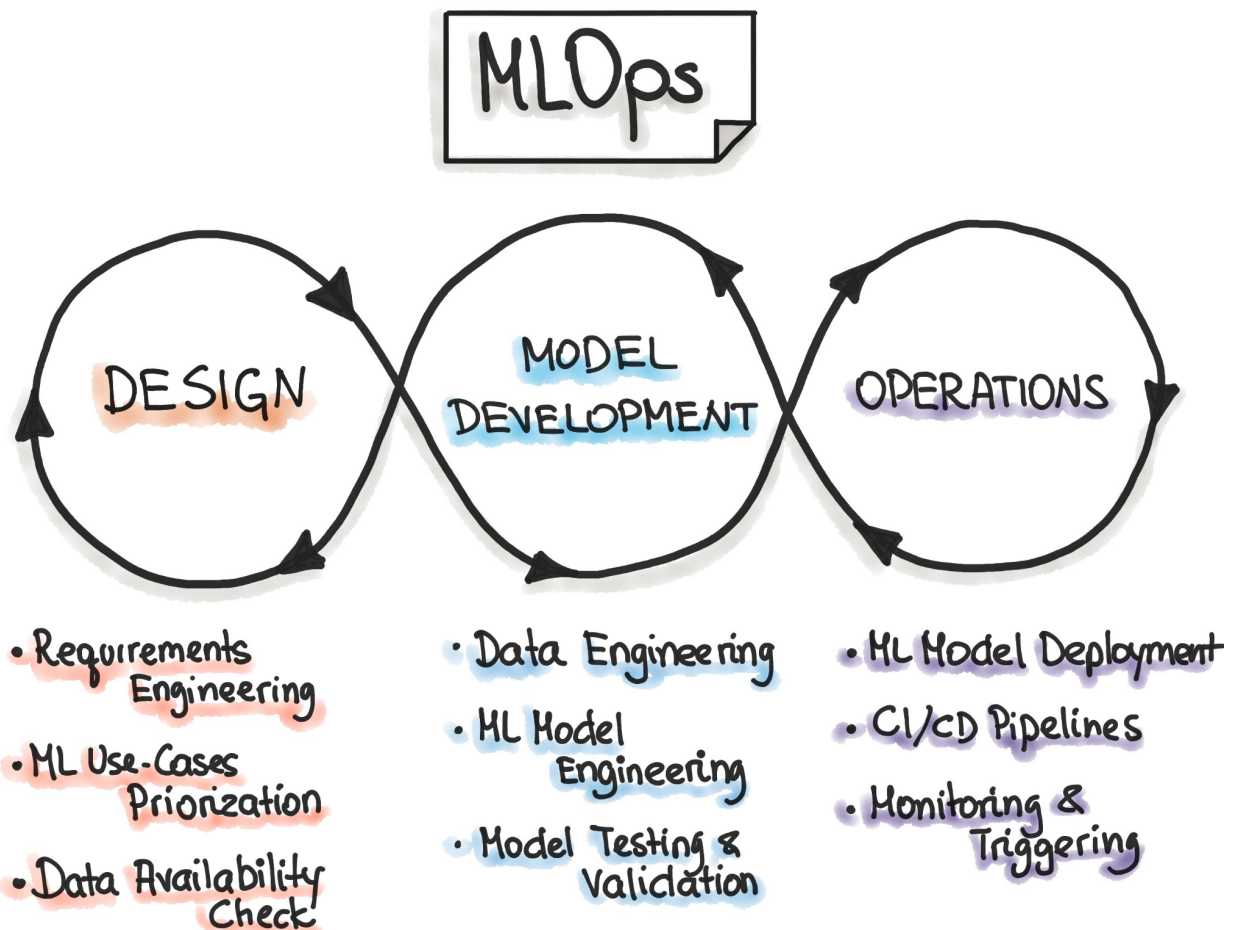 MLOps
DESIGN
MODEL
DEVELOPMENT
OPERATIONS
• Requirements
Engineering
• ML Use-Cases
Priorization
• Data Availability
Check
• Data Engineering
• ML Model
Engineering
• Model Testing &
Validation
• ML Model Deployment
• CI/CD Pipelines
• Monitoring &
Triggering